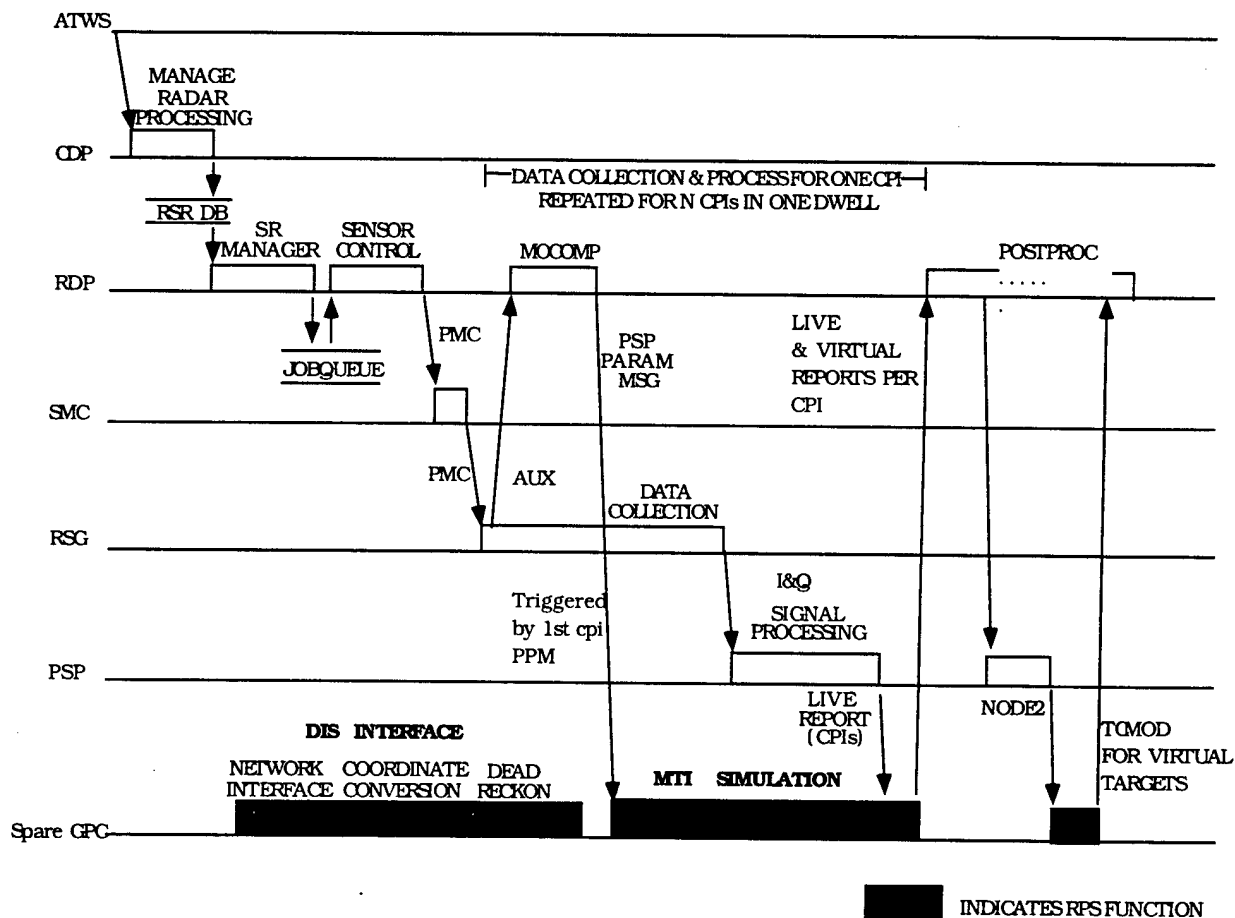 ATWS
MANAGE
RADAR
PROCESSING
CDP
DATA COLLECTION & PROCESS FOR ONE CPI
REPEATED FOR N CPIs IN ONE DWELL
RSR DB
SR
MANAGER
SENSOR
CONTROL
MOCOMP
POSTPROC
.....
RDP
PMC
PSP
PARAM
MSG
LIVE
& VIRTUAL
REPORTS PER
CPI
JOBQUEUE
SMC
PMC
AUX
DATA
COLLECTION
RSG
I&Q
SIGNAL
PROCESSING
Triggered
by 1st cpi
PPM
PSP
LIVE
REPORT
(CPIs)
NODE2
TCMOD
FOR VIRTUAL
TARGETS
DIS INTERFACE
NETWORK
INTERFACE
COORDINATE
CONVERSION
DEAD
RECKON
MTI SIMULATION
Spare GPC
INDICATES RPS FUNCTION